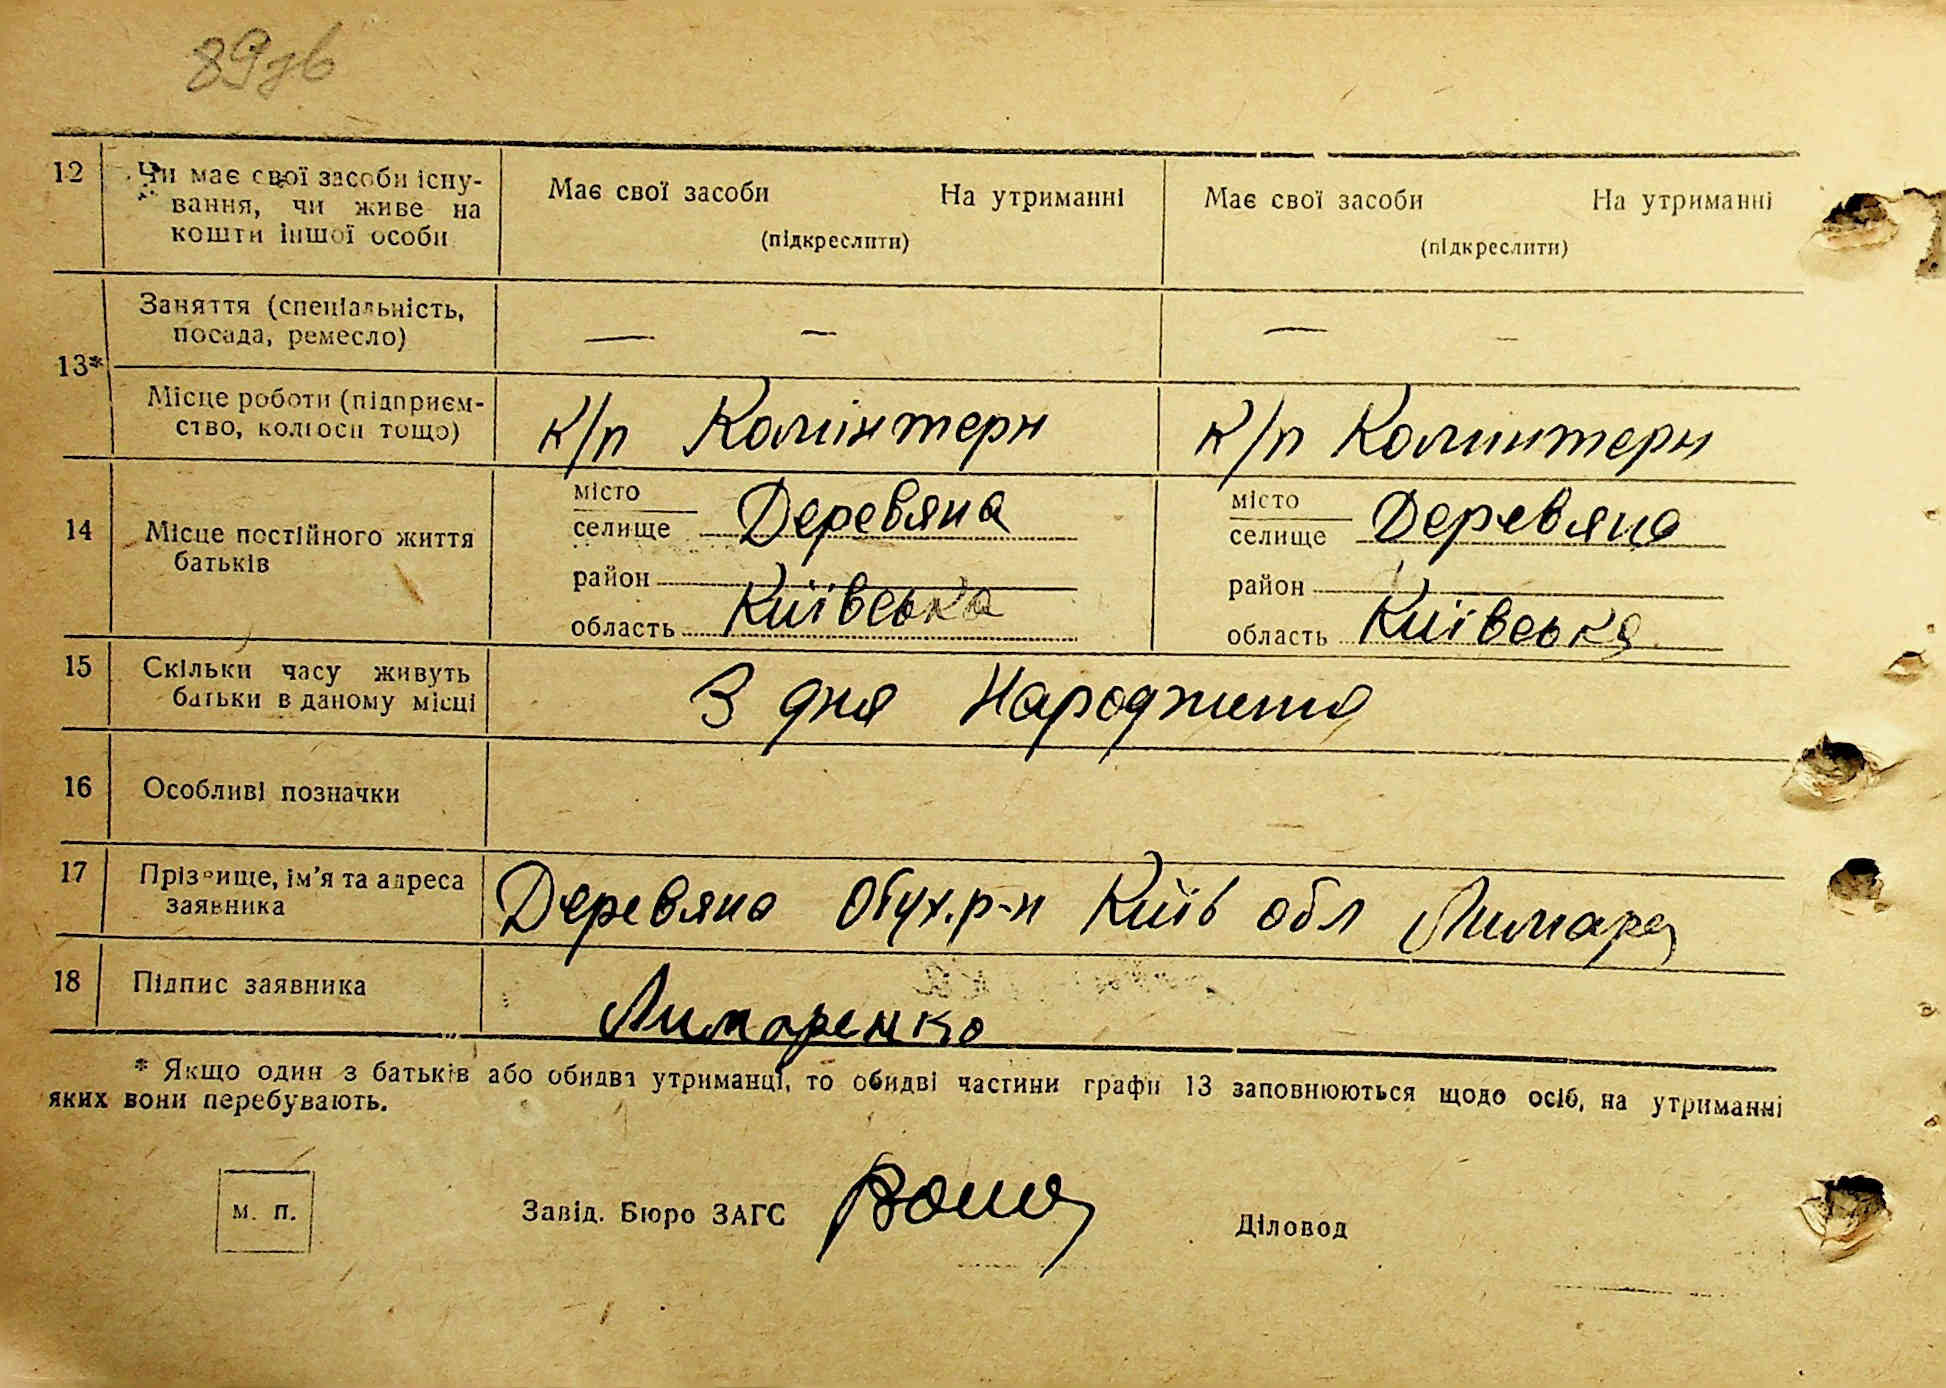 89зв
12 Чи має свої засоби існу-
вання, чи живе на
кошти іншої особи
Має свої засоби На утриманні
(підкреслити)
Має свої засоби На утриманні
(підкреслити)
13*
Заняття (спеціальність,
посада, ремесло)
— —
— —
Місце роботи (підприєм-
ство, колгосп тощо)
к/п Комінтерн
к/п Комінтерн
14 Місце постійного життя
батьків
місто
селище Деревяна
район
область Київська
місто
селище Деревяна
район
область Київська
15 Скільки часу живуть
батьки в даному місці
З дня Народження
16 Особливі позначки
17 Прізвище, ім'я та адреса
заявника
Деревяна Обух.р-н Київ обл Лимаре
18 Підпис заявника
Лимаренко
* Якщо один з батьків або обидва утриманці, то обидві частини графи 13 заповнюються щодо осіб, на утриманні
яких вони перебувають.
м. п.
Завід. Бюро ЗАГС
Діловод